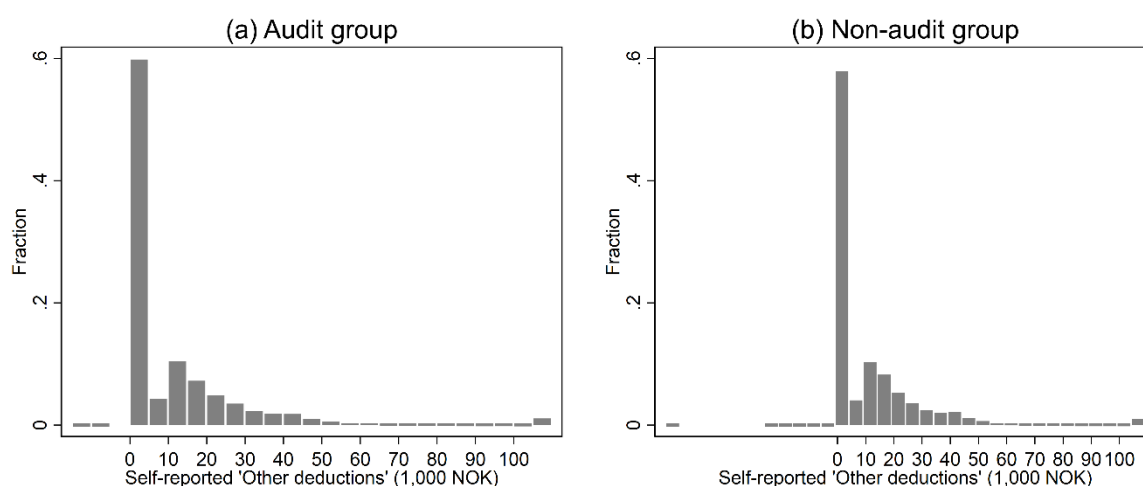 (a) Audit group
.6
.4
.2
0
Fraction
0 10 20 30 40 50 60 70 80 90 100
Self-reported 'Other deductions' (1,000 NOK)
(b) Non-audit group
.6
.4
.2
0
Fraction
0 10 20 30 40 50 60 70 80 90 100
Self-reported 'Other deductions' (1,000 NOK)